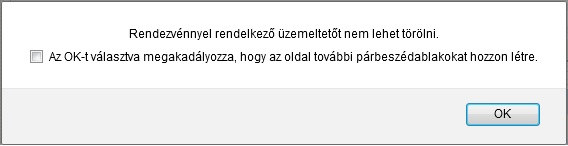 Rendezvénnyel rendelkező üzemeltetőt nem lehet törölni.
Az OK-t választva megakadályozza, hogy az oldal további párbeszédablakokat hozzon létre.
OK